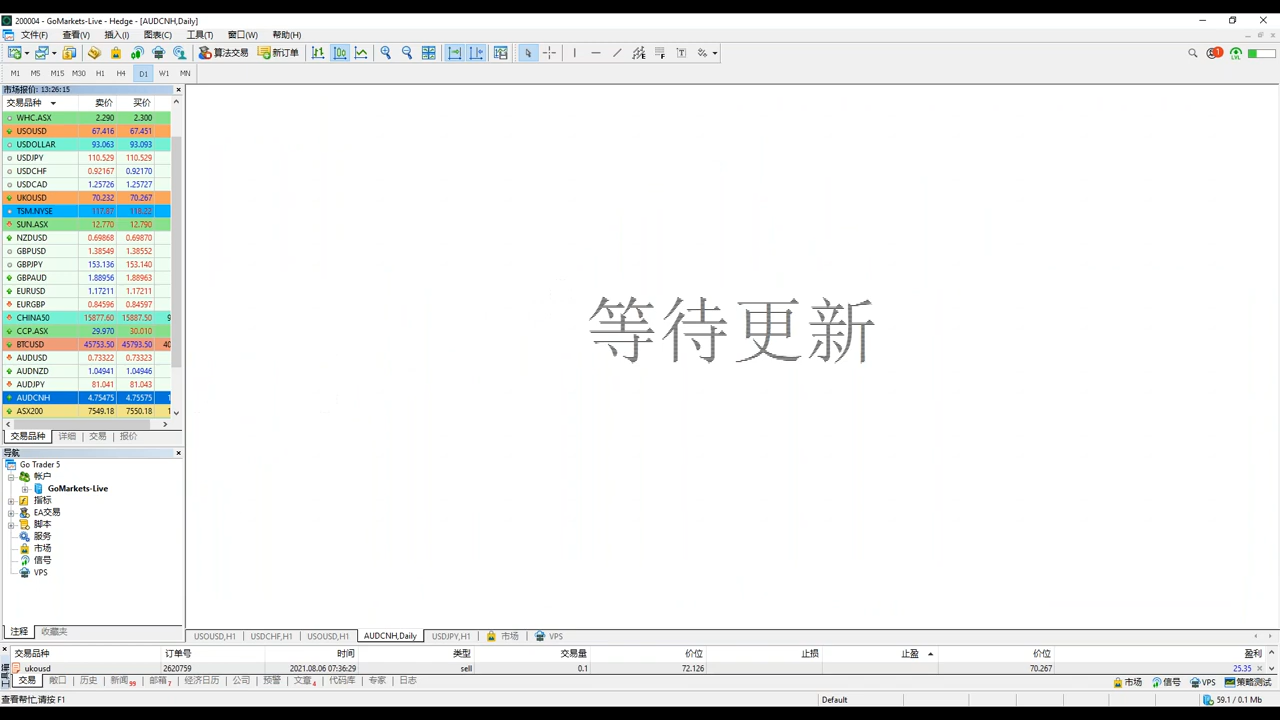 200004 - GoMarkets-Live - Hedge - [AUDCNH,Daily]
文件(F) 查看(V) 插入(I) 图表(C) 工具(T) 窗口(W) 帮助(H)
算法交易 新订单
M1 M5 M15 M30 H1 H4 D1 W1 MN
市场报价: 13:26:15
交易品种 卖价 买价
WHC.ASX 2.290 2.300
USOUSD 67.416 67.451
USDOLLAR 93.063 93.093
USDJPY 110.529 110.529
USDCHF 0.92167 0.92170
USDCAD 1.25726 1.25727
UKOUSD 70.232 70.267
TSM.NYSE 117.87 118.22
SUN.ASX 12.770 12.790
NZDUSD 0.69868 0.69870
GBPUSD 1.38549 1.38552
GBPJPY 153.136 153.140
GBPAUD 1.88956 1.88963
EURUSD 1.17211 1.17211
EURGBP 0.84596 0.84597
CHINA50 15877.60 15887.50 9
CCP.ASX 29.970 30.010
BTCUSD 45753.50 45793.50 40
AUDUSD 0.73322 0.73323
AUDNZD 1.04941 1.04946
AUDJPY 81.041 81.043
AUDCNH 4.75475 4.75575 1
ASX200 7549.18 7550.18 1
交易品种 详细 交易 报价
导航
Go Trader 5
帐户
GoMarkets-Live
指标
EA交易
脚本
服务
市场
信号
VPS
注程 收藏夹
等待更新
USOUSD,H1 USDCHF,H1 USOUSD,H1 AUDCNH,Daily USDJPY,H1 市场 VPS
交易品种 订单号 时间 类型 交易量 价位 止损 止盈 价位 盈利
ukousd 2620759 2021.08.06 07:36:29 sell 0.1 72.126 70.267 25.35
交易 敞口 历史 新闻99 邮箱7 经济日历 公司 预警 文章4 代码库 专家 日志
市场 信号 VPS 策略测试
查看帮忙,请按 F1 Default 59.1 / 0.1 Mb